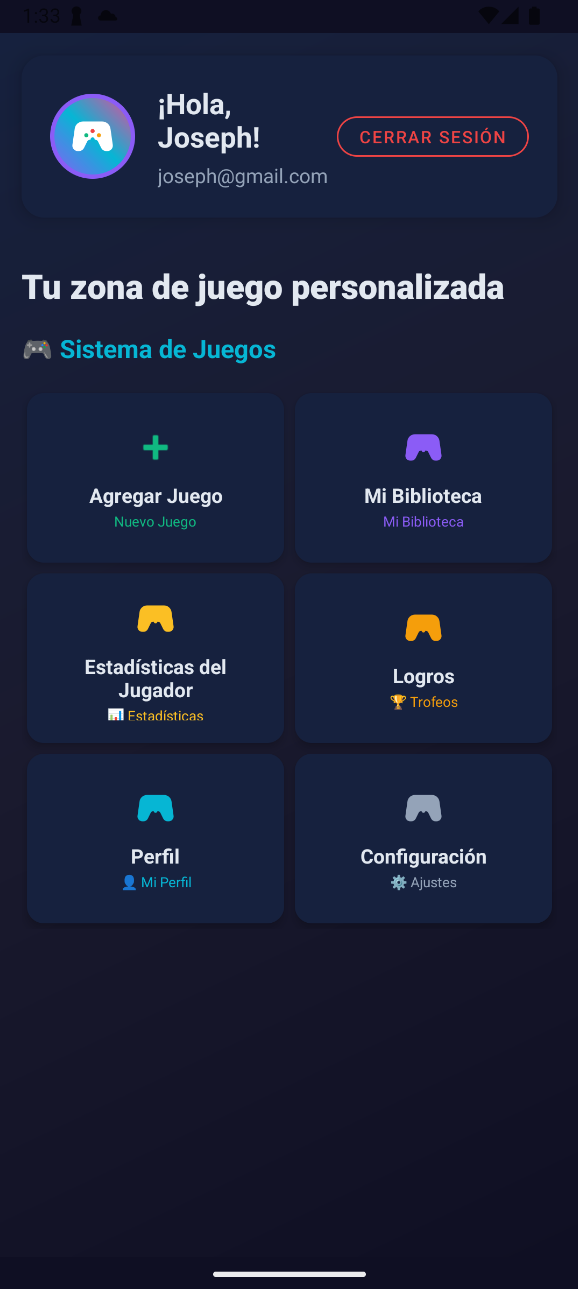 1:33
¡Hola,
Joseph!
joseph@gmail.com
CERRAR SESIÓN
Tu zona de juego personalizada
🎮 Sistema de Juegos
Agregar Juego
Nuevo Juego
Mi Biblioteca
Mi Biblioteca
Estadísticas del
Jugador
📊 Estadísticas
Logros
🏆 Trofeos
Perfil
👤 Mi Perfil
Configuración
⚙️ Ajustes